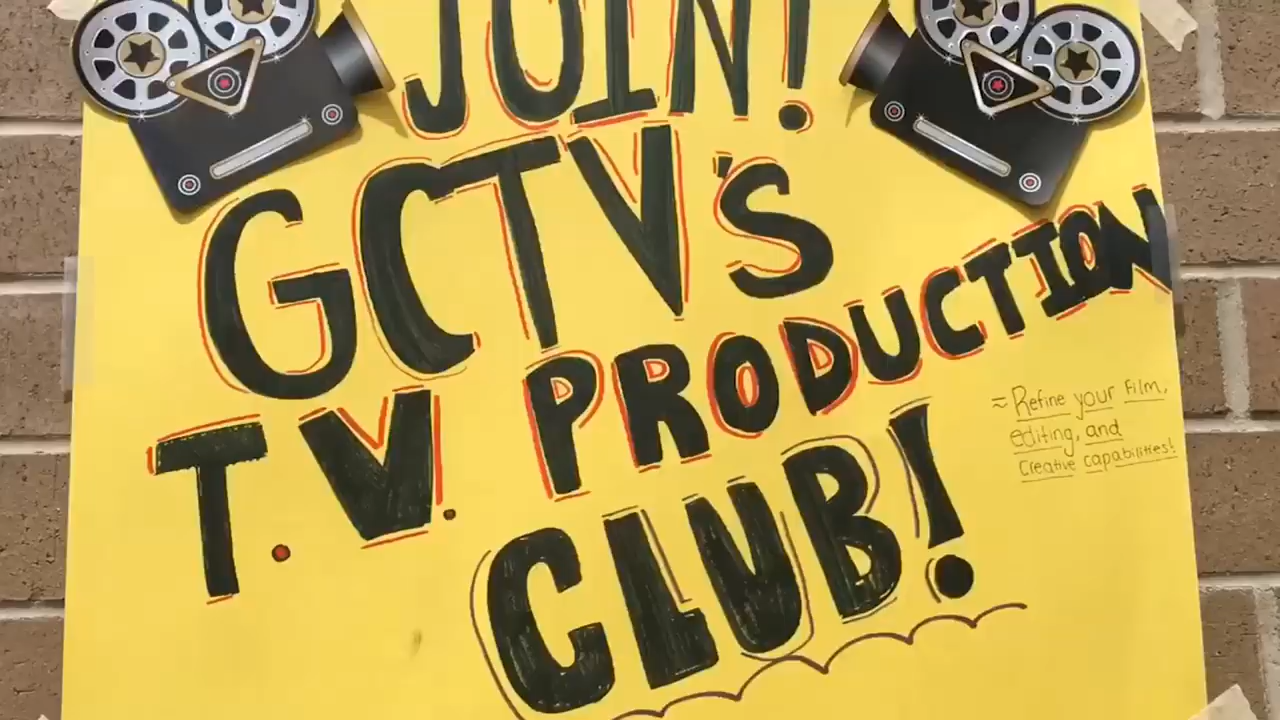 JOIN!
GCTV'S
T.V. PRODUCTION
CLUB!
≈ Refine your film,
editing, and
creative capabilities!